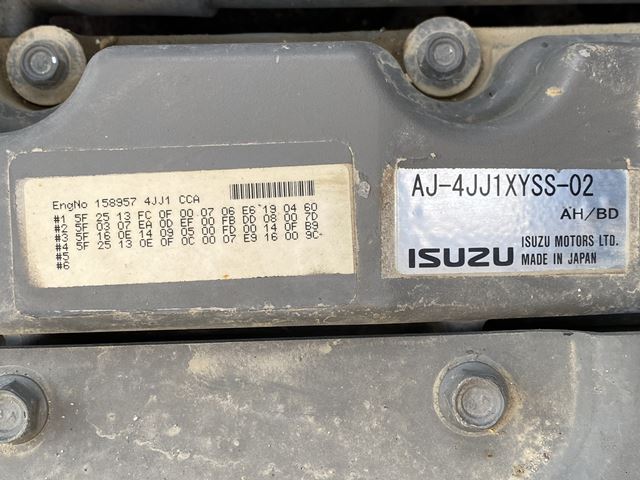 EngNo 158957 4JJ1 CCA
#1 5F 25 13 FC 0F 00 07 06 E6 19 04 60
#2 5F 03 07 EA 0D EF 00 FB DD 08 00 7D
#3 5F 16 0E 14 09 05 00 FD 00 14 0F B9
#4 5F 25 13 0E 0F 0C 00 07 E9 16 00 9C
#5
#6
AJ-4JJ1XYSS-02
AH/BD
ISUZU
ISUZU MOTORS LTD.
MADE IN JAPAN